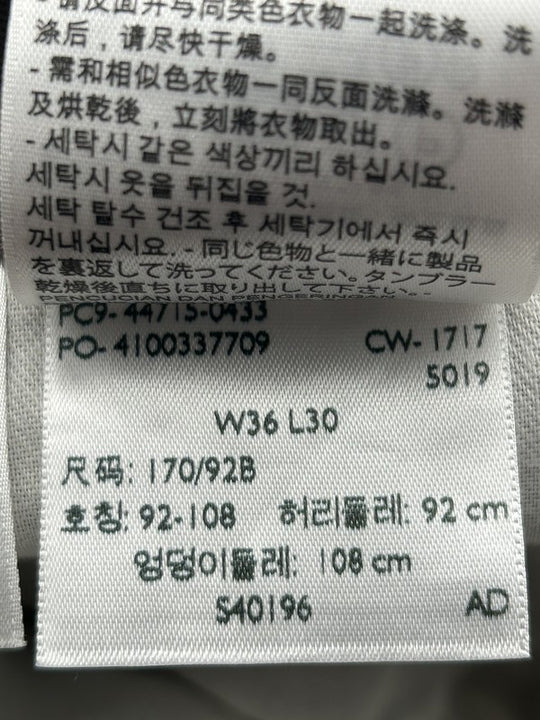 - 请反面并与同类色衣物一起洗涤。洗
涤后，请尽快干燥。
- 需和相似色衣物一同反面洗滌。洗滌
及烘乾後，立刻將衣物取出。
- 세탁시 같은 색상끼리 하십시요.
세탁시 옷을 뒤집을 것.
세탁 탈수 건조 후 세탁기에서 즉시
꺼내십시요. - 同じ色物と一緒に製品
を裏返して洗ってください。タンブラー
乾燥後直ちに取り出して下さい。-
PENCUCIAN DAN PENGERINGAN
PC9- 44715-0433
PO- 4100337709 CW- 1717
5019
W36 L30
尺码: 170/92B
호칭: 92-108 허리둘레: 92 cm
엉덩이둘레: 108 cm
S40196 AD